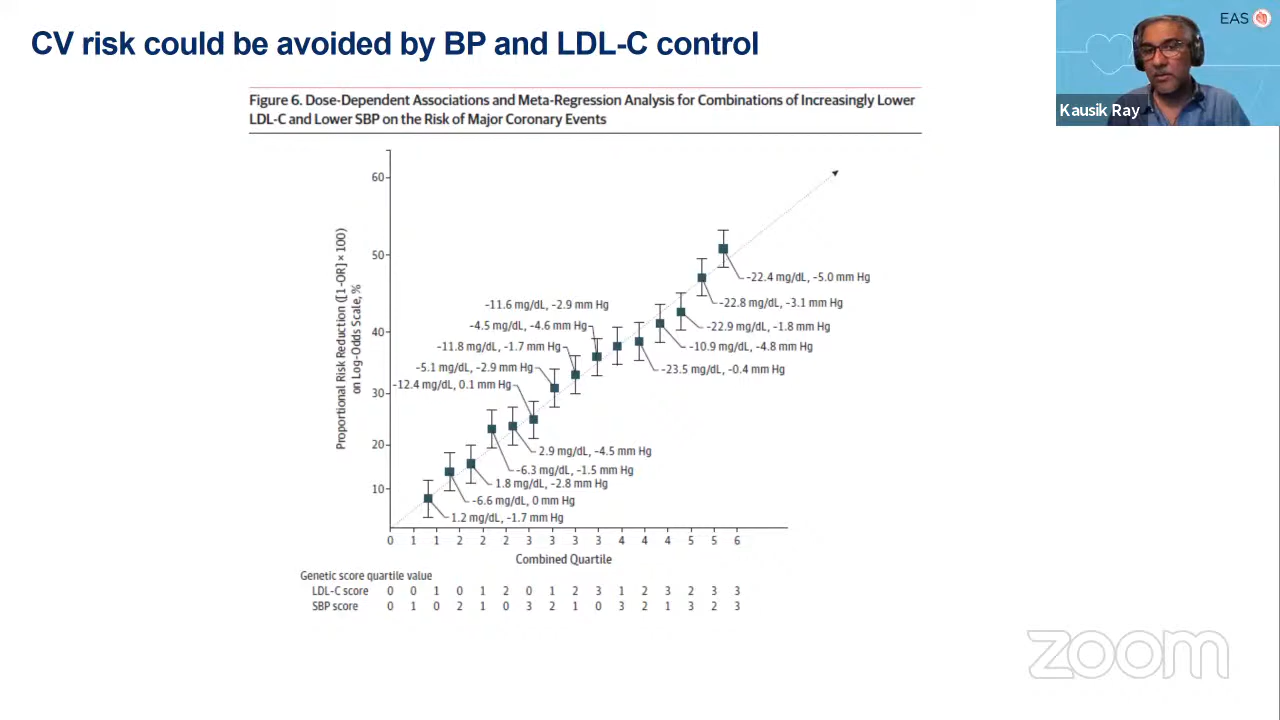 CV risk could be avoided by BP and LDL-C control
EAS
Kausik Ray
Figure 6. Dose-Dependent Associations and Meta-Regression Analysis for Combinations of Increasingly Lower
LDL-C and Lower SBP on the Risk of Major Coronary Events
Proportional Risk Reduction ([1-OR] × 100)
on Log-Odds Scale, %
60
50
40
30
20
10
-22.4 mg/dL, -5.0 mm Hg
-22.8 mg/dL, -3.1 mm Hg
-11.6 mg/dL, -2.9 mm Hg
-4.5 mg/dL, -4.6 mm Hg
-22.9 mg/dL, -1.8 mm Hg
-11.8 mg/dL, -1.7 mm Hg
-10.9 mg/dL, -4.8 mm Hg
-5.1 mg/dL, -2.9 mm Hg
-23.5 mg/dL, -0.4 mm Hg
-12.4 mg/dL, 0.1 mm Hg
2.9 mg/dL, -4.5 mm Hg
-6.3 mg/dL, -1.5 mm Hg
1.8 mg/dL, -2.8 mm Hg
-6.6 mg/dL, 0 mm Hg
1.2 mg/dL, -1.7 mm Hg
0 1 1 2 2 2 3 3 3 3 4 4 4 5 5 6
Combined Quartile
Genetic score quartile value
LDL-C score 0 0 1 0 1 2 0 1 2 3 1 2 3 2 3 3
SBP score 0 1 0 2 1 0 3 2 1 0 3 2 1 3 2 3
zoom